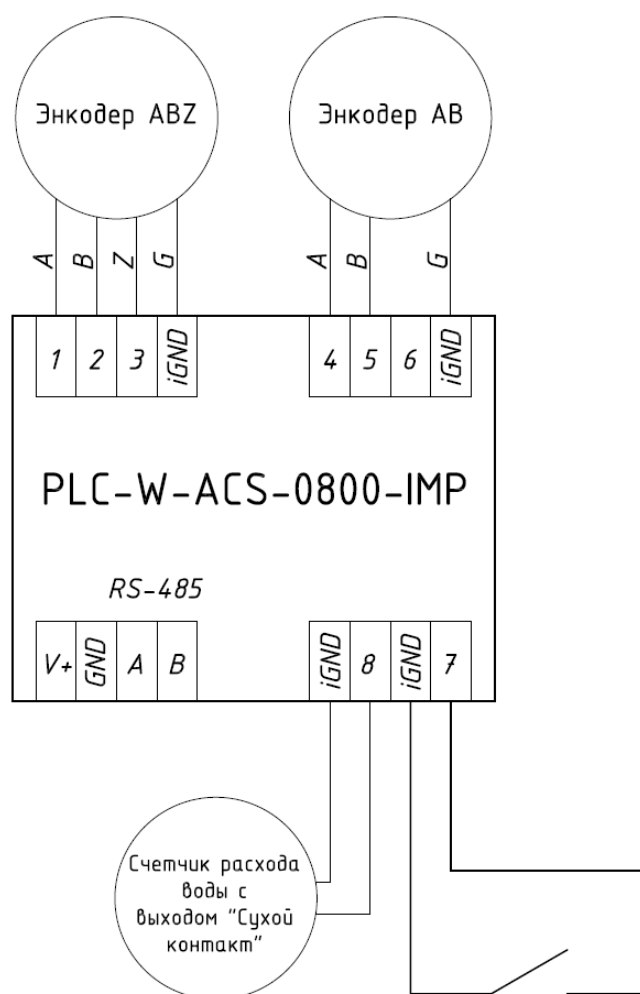 Энкодер ABZ
Энкодер AB
A
B
Z
G
A
B
G
1
2
3
iGND
4
5
6
iGND
PLC-W-ACS-0800-IMP
RS-485
V+
GND
A
B
iGND
8
iGND
7
Счетчик расхода
воды с
выходом "Сухой
контакт"